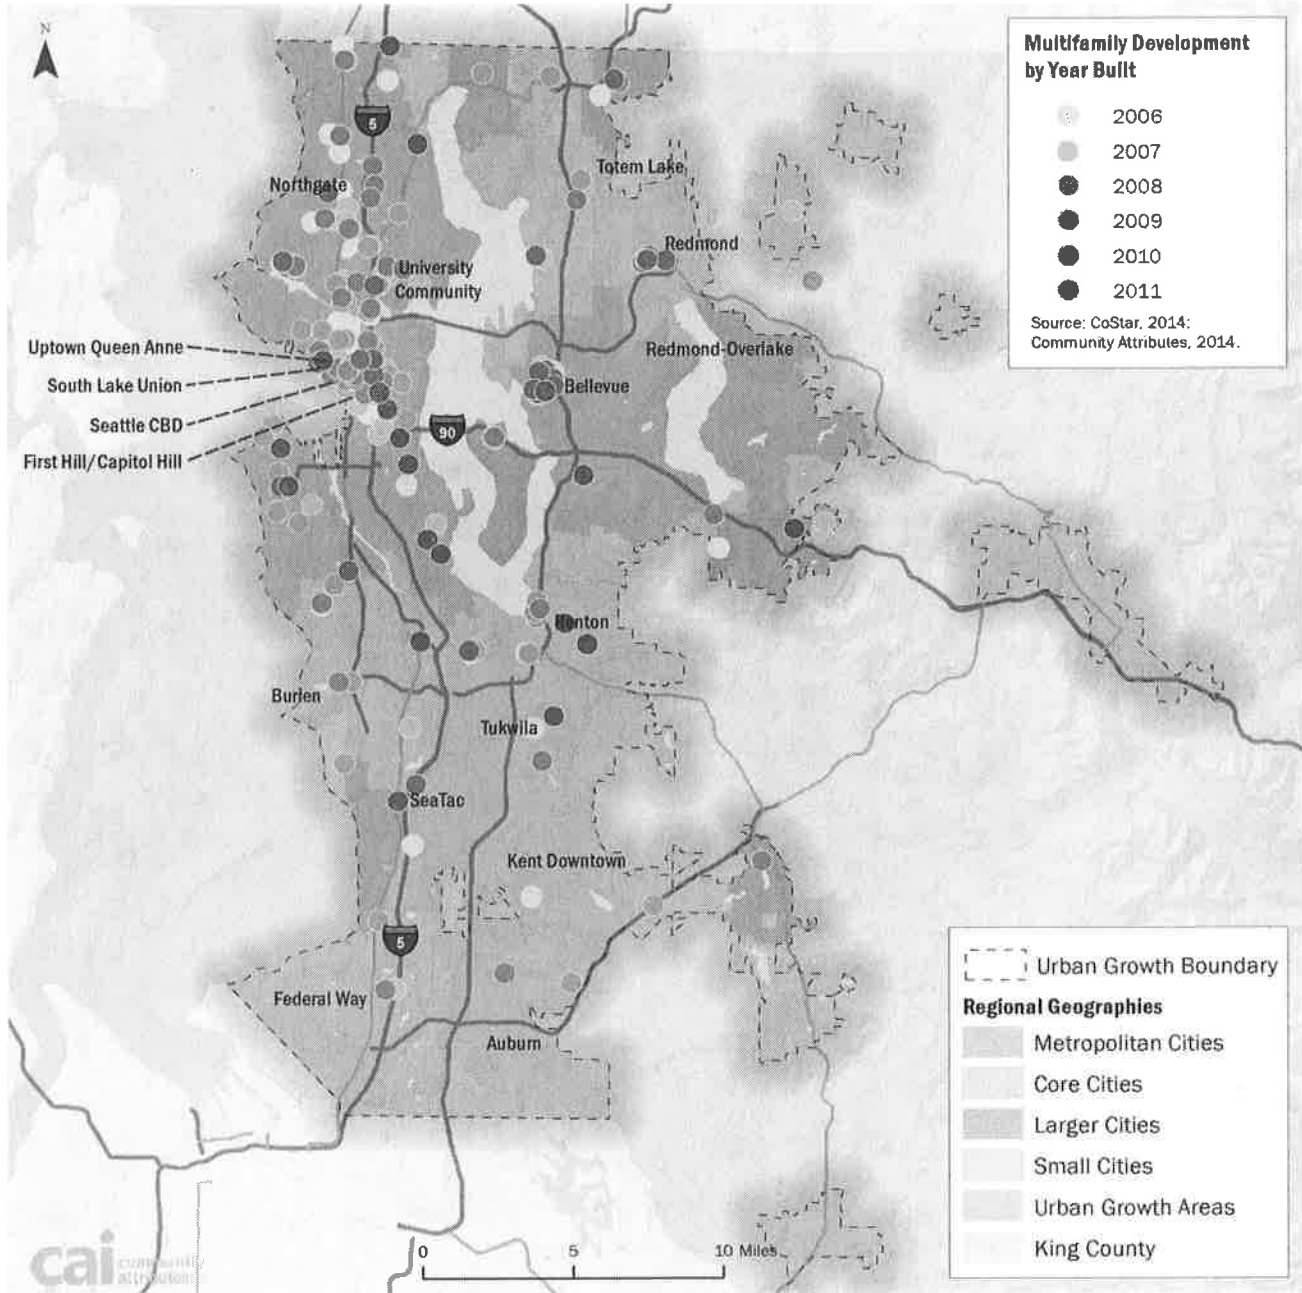 N
Multifamily Development
by Year Built
2006
2007
2008
2009
2010
2011
Source: CoStar, 2014;
Community Attributes, 2014.
5
Totem Lake
Northgate
Redmond
University
Community
Uptown Queen Anne
Redmond-Overlake
South Lake Union
Bellevue
Seattle CBD
90
First Hill/Capitol Hill
Renton
Burien
Tukwila
SeaTac
Kent Downtown
5
Federal Way
Auburn
Urban Growth Boundary
Regional Geographies
Metropolitan Cities
Core Cities
Larger Cities
Small Cities
Urban Growth Areas
King County
0 5 10 Miles
cai community
attributes